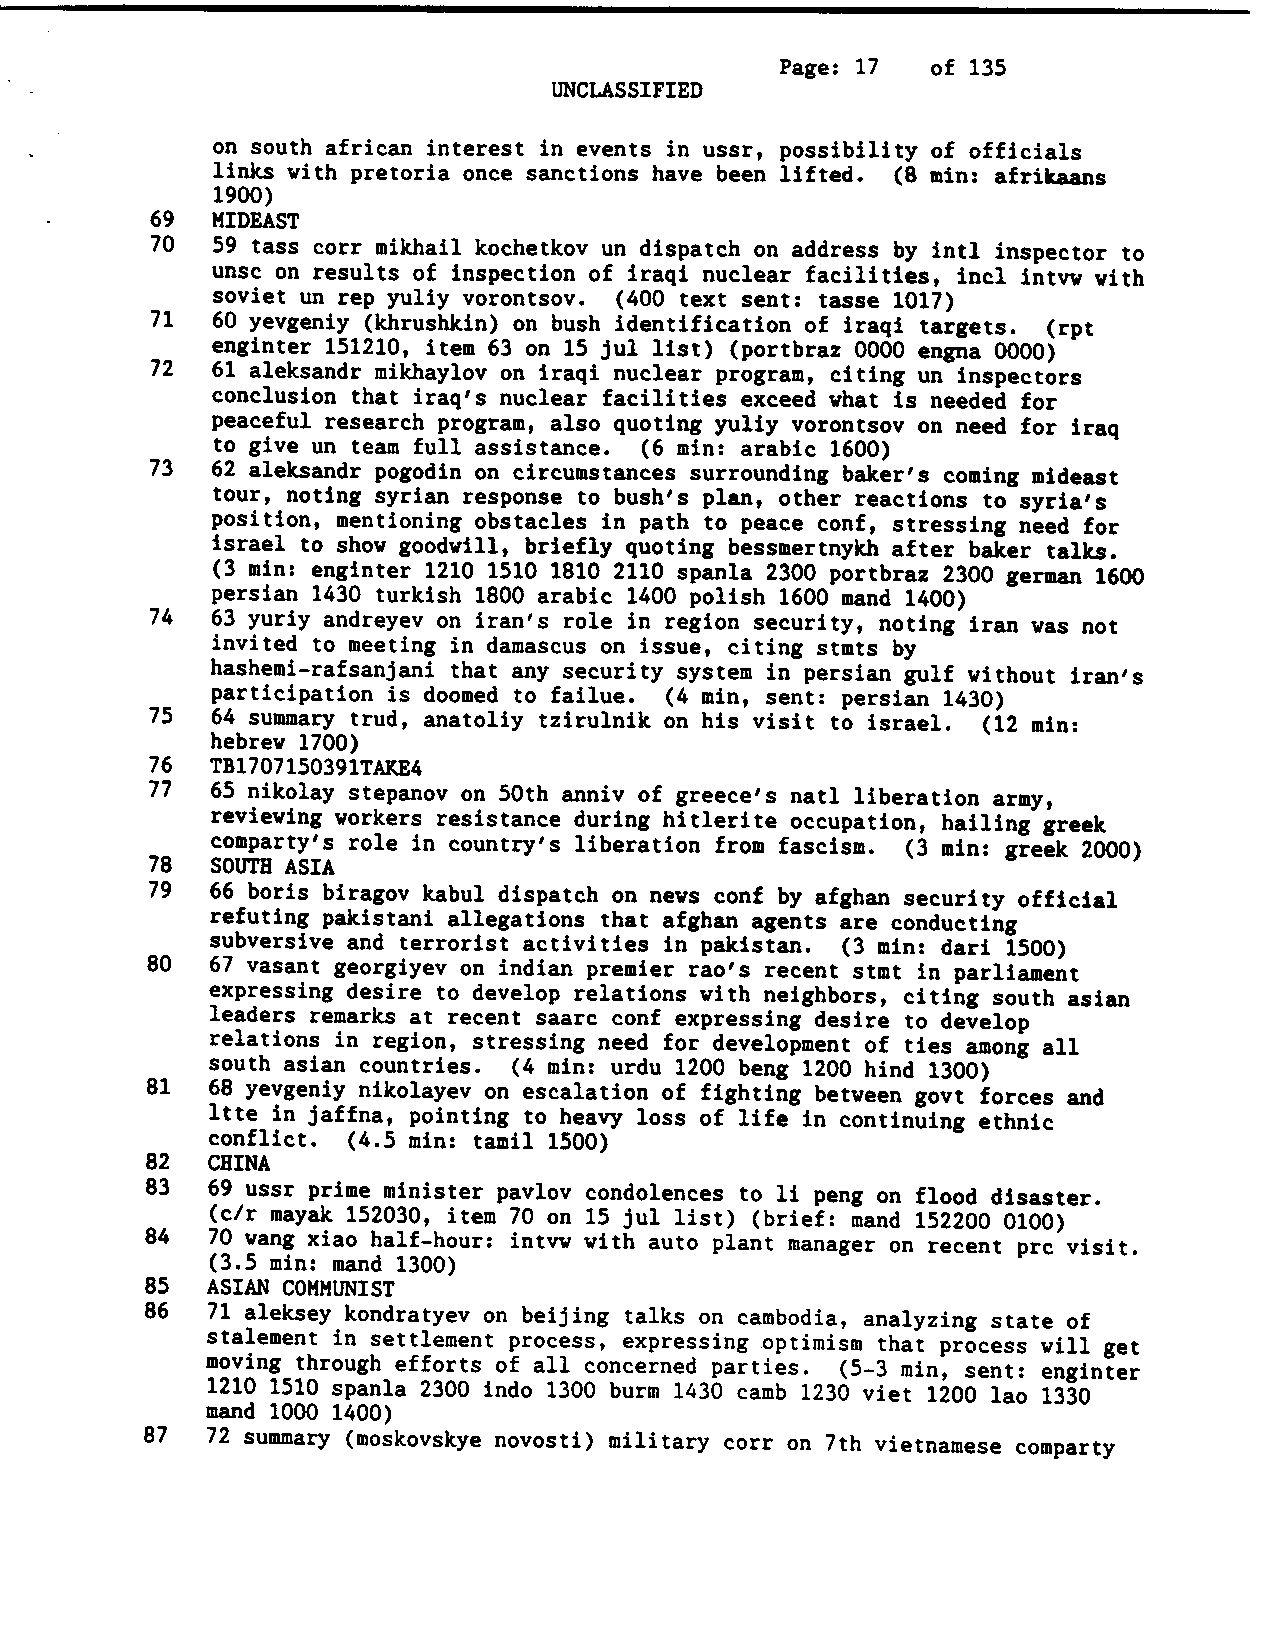 Page: 17 of 135
UNCLASSIFIED
on south african interest in events in ussr, possibility of officials
links with pretoria once sanctions have been lifted. (8 min: afrikaans
1900)
69 MIDEAST
70 59 tass corr mikhail kochetkov un dispatch on address by intl inspector to
unsc on results of inspection of iraqi nuclear facilities, incl intvw with
soviet un rep yuliy vorontsov. (400 text sent: tasse 1017)
71 60 yevgeniy (khrushkin) on bush identification of iraqi targets. (rpt
enginter 151210, item 63 on 15 jul list) (portbraz 0000 engna 0000)
72 61 aleksandr mikhaylov on iraqi nuclear program, citing un inspectors
conclusion that iraq's nuclear facilities exceed what is needed for
peaceful research program, also quoting yuliy vorontsov on need for iraq
to give un team full assistance. (6 min: arabic 1600)
73 62 aleksandr pogodin on circumstances surrounding baker's coming mideast
tour, noting syrian response to bush's plan, other reactions to syria's
position, mentioning obstacles in path to peace conf, stressing need for
israel to show goodwill, briefly quoting bessmertnykh after baker talks.
(3 min: enginter 1210 1510 1810 2110 spanla 2300 portbraz 2300 german 1600
persian 1430 turkish 1800 arabic 1400 polish 1600 mand 1400)
74 63 yuriy andreyev on iran's role in region security, noting iran was not
invited to meeting in damascus on issue, citing stmts by
hashemi-rafsanjani that any security system in persian gulf without iran's
participation is doomed to failue. (4 min, sent: persian 1430)
75 64 summary trud, anatoliy tzirulnik on his visit to israel. (12 min:
hebrew 1700)
76 TB1707150391TAKE4
77 65 nikolay stepanov on 50th anniv of greece's natl liberation army,
reviewing workers resistance during hitlerite occupation, hailing greek
comparty's role in country's liberation from fascism. (3 min: greek 2000)
78 SOUTH ASIA
79 66 boris biragov kabul dispatch on news conf by afghan security official
refuting pakistani allegations that afghan agents are conducting
subversive and terrorist activities in pakistan. (3 min: dari 1500)
80 67 vasant georgiyev on indian premier rao's recent stmt in parliament
expressing desire to develop relations with neighbors, citing south asian
leaders remarks at recent saarc conf expressing desire to develop
relations in region, stressing need for development of ties among all
south asian countries. (4 min: urdu 1200 beng 1200 hind 1300)
81 68 yevgeniy nikolayev on escalation of fighting between govt forces and
ltte in jaffna, pointing to heavy loss of life in continuing ethnic
conflict. (4.5 min: tamil 1500)
82 CHINA
83 69 ussr prime minister pavlov condolences to li peng on flood disaster.
(c/r mayak 152030, item 70 on 15 jul list) (brief: mand 152200 0100)
84 70 wang xiao half-hour: intvw with auto plant manager on recent prc visit.
(3.5 min: mand 1300)
85 ASIAN COMMUNIST
86 71 aleksey kondratyev on beijing talks on cambodia, analyzing state of
stalement in settlement process, expressing optimism that process will get
moving through efforts of all concerned parties. (5-3 min, sent: enginter
1210 1510 spanla 2300 indo 1300 burm 1430 camb 1230 viet 1200 lao 1330
mand 1000 1400)
87 72 summary (moskovskye novosti) military corr on 7th vietnamese comparty